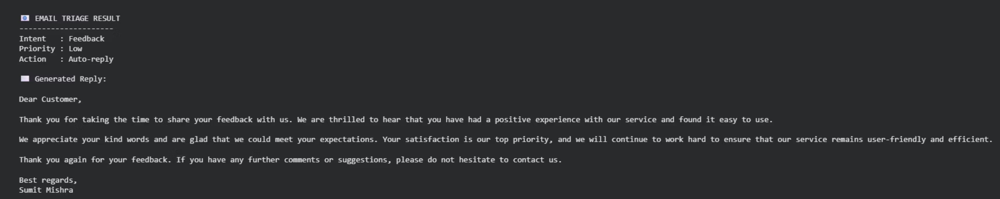 EMAIL TRIAGE RESULT
---------------------
Intent   : Feedback
Priority : Low
Action   : Auto-reply
Generated Reply:
Dear Customer,
Thank you for taking the time to share your feedback with us. We are thrilled to hear that you have had a positive experience with our service and found it easy to use.
We appreciate your kind words and are glad that we could meet your expectations. Your satisfaction is our top priority, and we will continue to work hard to ensure that our service remains user-friendly and efficient.
Thank you again for your feedback. If you have any further comments or suggestions, please do not hesitate to contact us.
Best regards,
Sumit Mishra